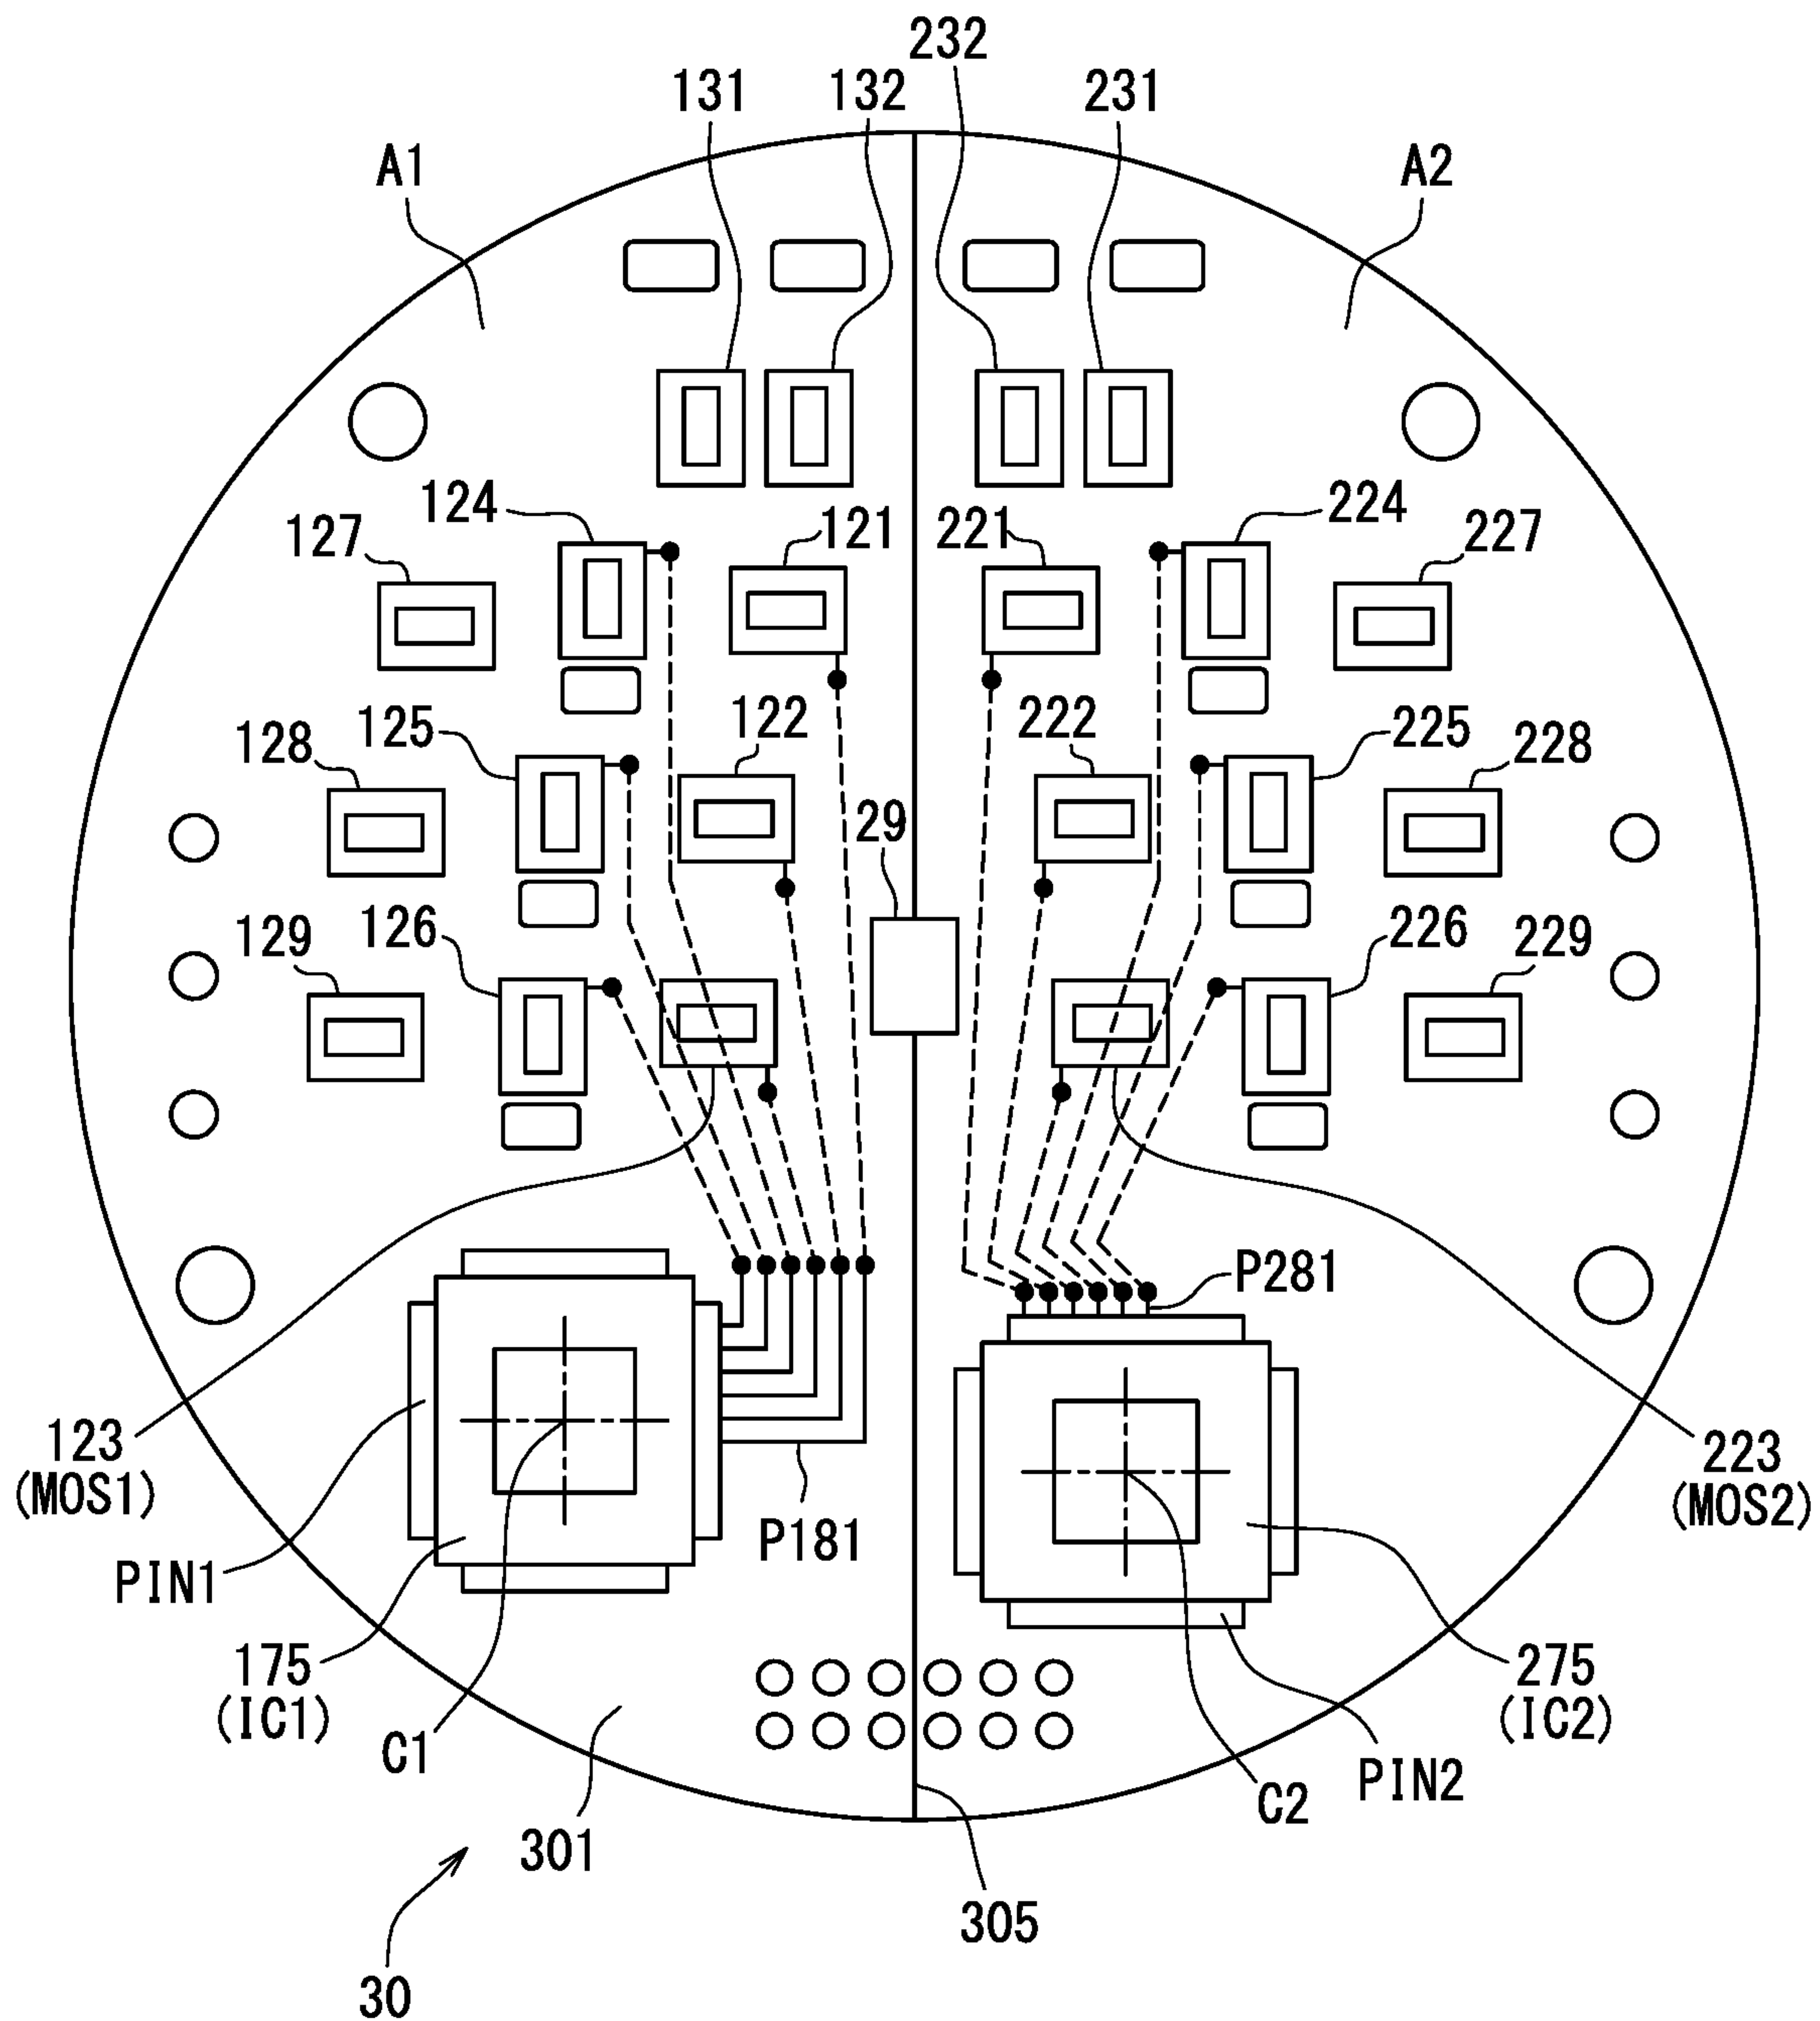 232
131 132 231
A1 A2
124 121 221 224
127 227
125 122 222 225
128 228
29
129 126 226 229
P281
123
(MOS1)
223
(MOS2)
P181
PIN1
175
(IC1)
275
(IC2)
C1
PIN2
C2
301
305
30